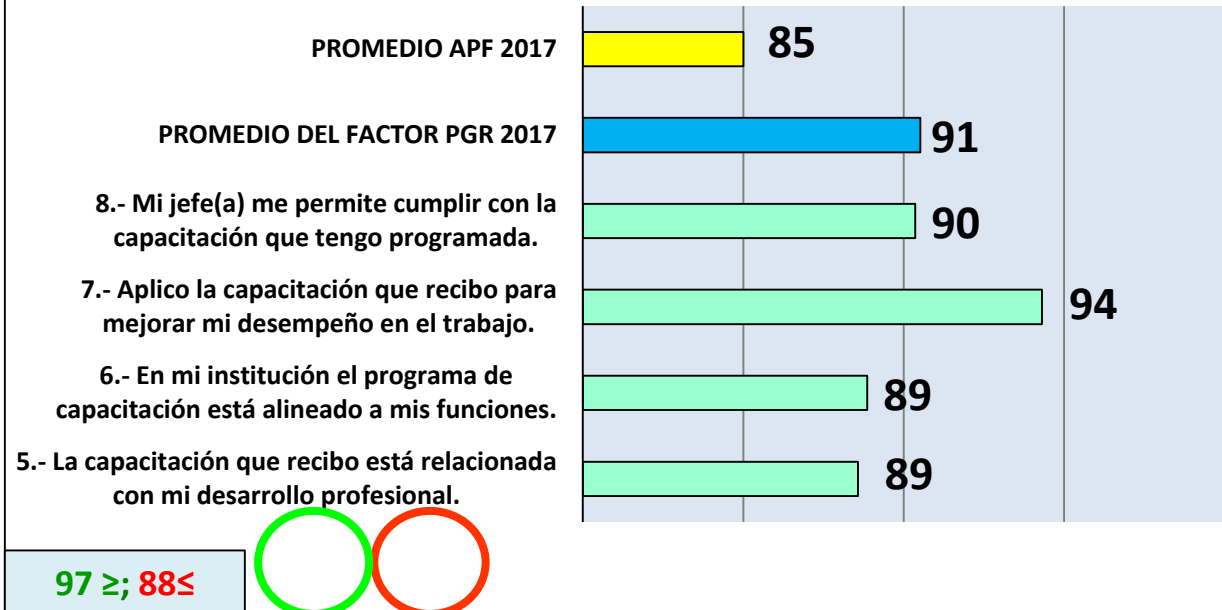 PROMEDIO APF 2017
85
PROMEDIO DEL FACTOR PGR 2017
91
8.- Mi jefe(a) me permite cumplir con la
capacitación que tengo programada.
90
7.- Aplico la capacitación que recibo para
mejorar mi desempeño en el trabajo.
94
6.- En mi institución el programa de
capacitación está alineado a mis funciones.
89
5.- La capacitación que recibo está relacionada
con mi desarrollo profesional.
89
97 ≥; 88≤